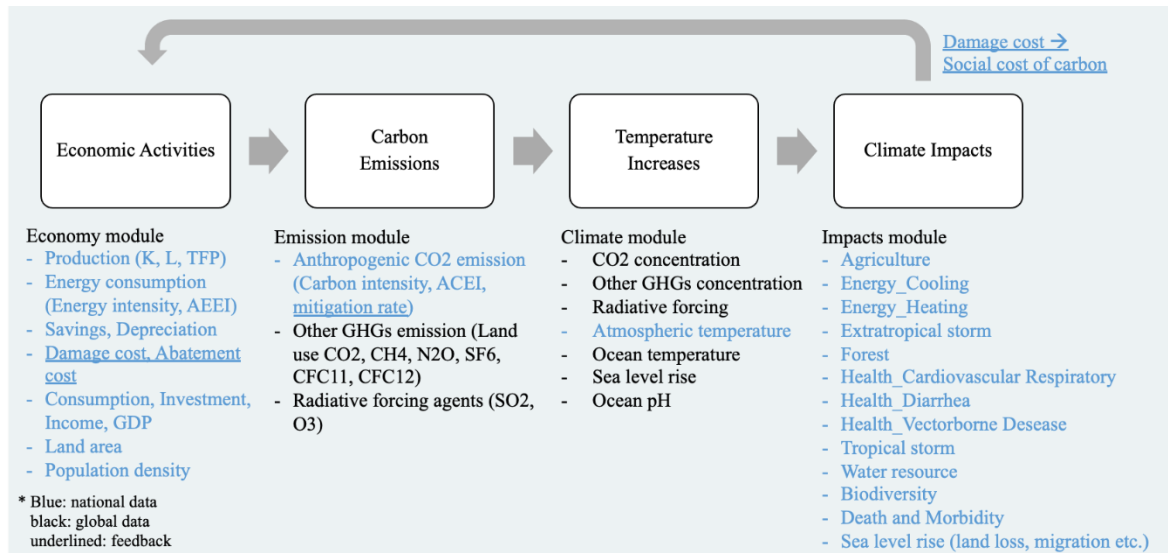 Damage cost →
Social cost of carbon
Economic Activities
Carbon
Emissions
Temperature
Increases
Climate Impacts
Economy module
- Production (K, L, TFP)
- Energy consumption
(Energy intensity, AEEI)
- Savings, Depreciation
- Damage cost, Abatement
cost
- Consumption, Investment,
Income, GDP
- Land area
- Population density
* Blue: national data
black: global data
underlined: feedback
Emission module
- Anthropogenic CO2 emission
(Carbon intensity, ACEI,
mitigation rate)
- Other GHGs emission (Land
use CO2, CH4, N2O, SF6,
CFC11, CFC12)
- Radiative forcing agents (SO2,
O3)
Climate module
- CO2 concentration
- Other GHGs concentration
- Radiative forcing
- Atmospheric temperature
- Ocean temperature
- Sea level rise
- Ocean pH
Impacts module
- Agriculture
- Energy_Cooling
- Energy_Heating
- Extratropical storm
- Forest
- Health_Cardiovascular Respiratory
- Health_Diarrhea
- Health_Vectorborne Desease
- Tropical storm
- Water resource
- Biodiversity
- Death and Morbidity
- Sea level rise (land loss, migration etc.)